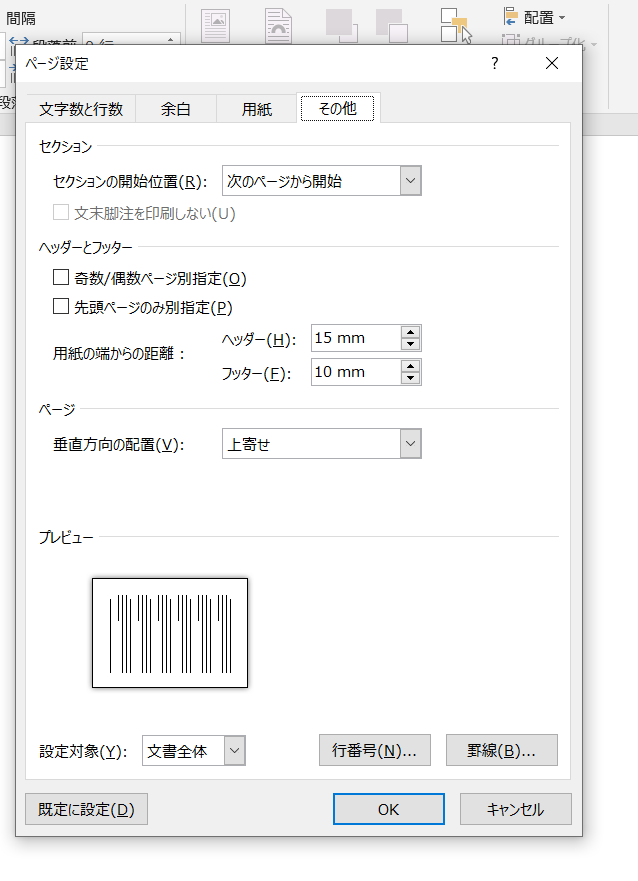 間隔
配置
段落前
0 行
グループ化
ページ設定
?
文字数と行数
余白
用紙
その他
セクション
セクションの開始位置(R):
次のページから開始
文末脚注を印刷しない(U)
ヘッダーとフッター
奇数/偶数ページ別指定(O)
先頭ページのみ別指定(P)
用紙の端からの距離 :
ヘッダー(H):
15 mm
フッター(F):
10 mm
ページ
垂直方向の配置(V):
上寄せ
プレビュー
設定対象(Y):
文書全体
行番号(N)...
罫線(B)...
既定に設定(D)
OK
キャンセル